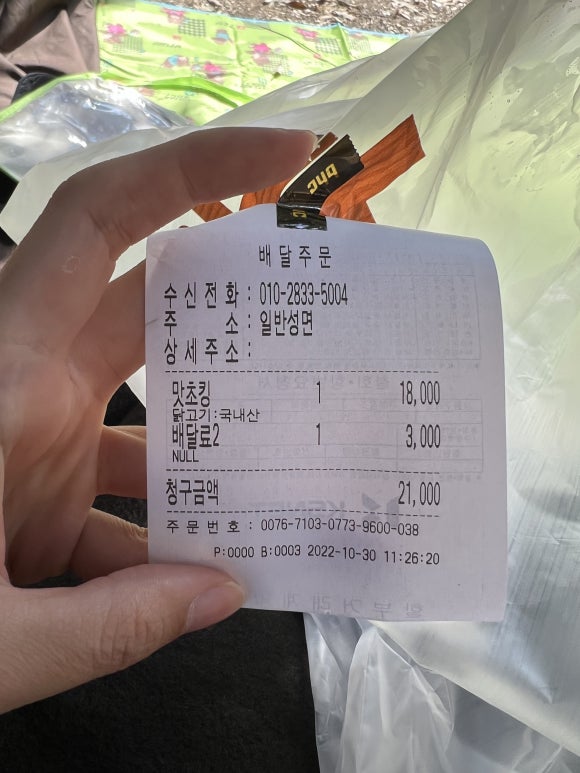 bhc
배달주문
수신전화 : 010-2833-5004
주 소 : 일반성면
상세주소 :
맛초킹 1 18,000
닭고기:국내산
배달료2 1 3,000
NULL
청구금액 21,000
주문번호 : 0076-7103-0773-9600-038
P:0000 B:0003 2022-10-30 11:26:20